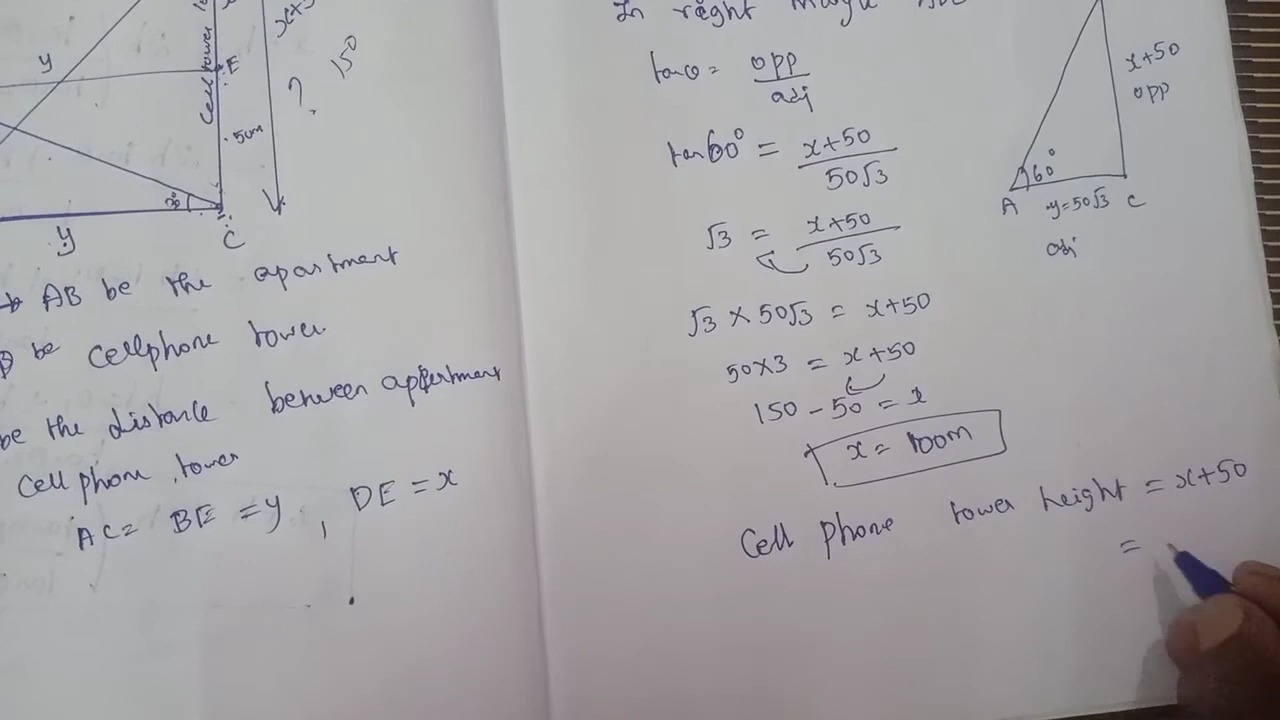 y
Cell tower
E
50m
x+5
?
150
30°
C
y
AB be the apartment
be cellphone tower
be the distance between apartment
cell phone tower
AC = BE = y , DE = x
In right
tanθ = opp/adj
tan60° = x+50/50√3
√3 = x+50/50√3
√3 × 50√3 = x+50
50×3 = x+50
150 - 50 = x
x = 100m
Cell phone tower height = x+50
=
x+50
opp
60°
A y=50√3 C
adj